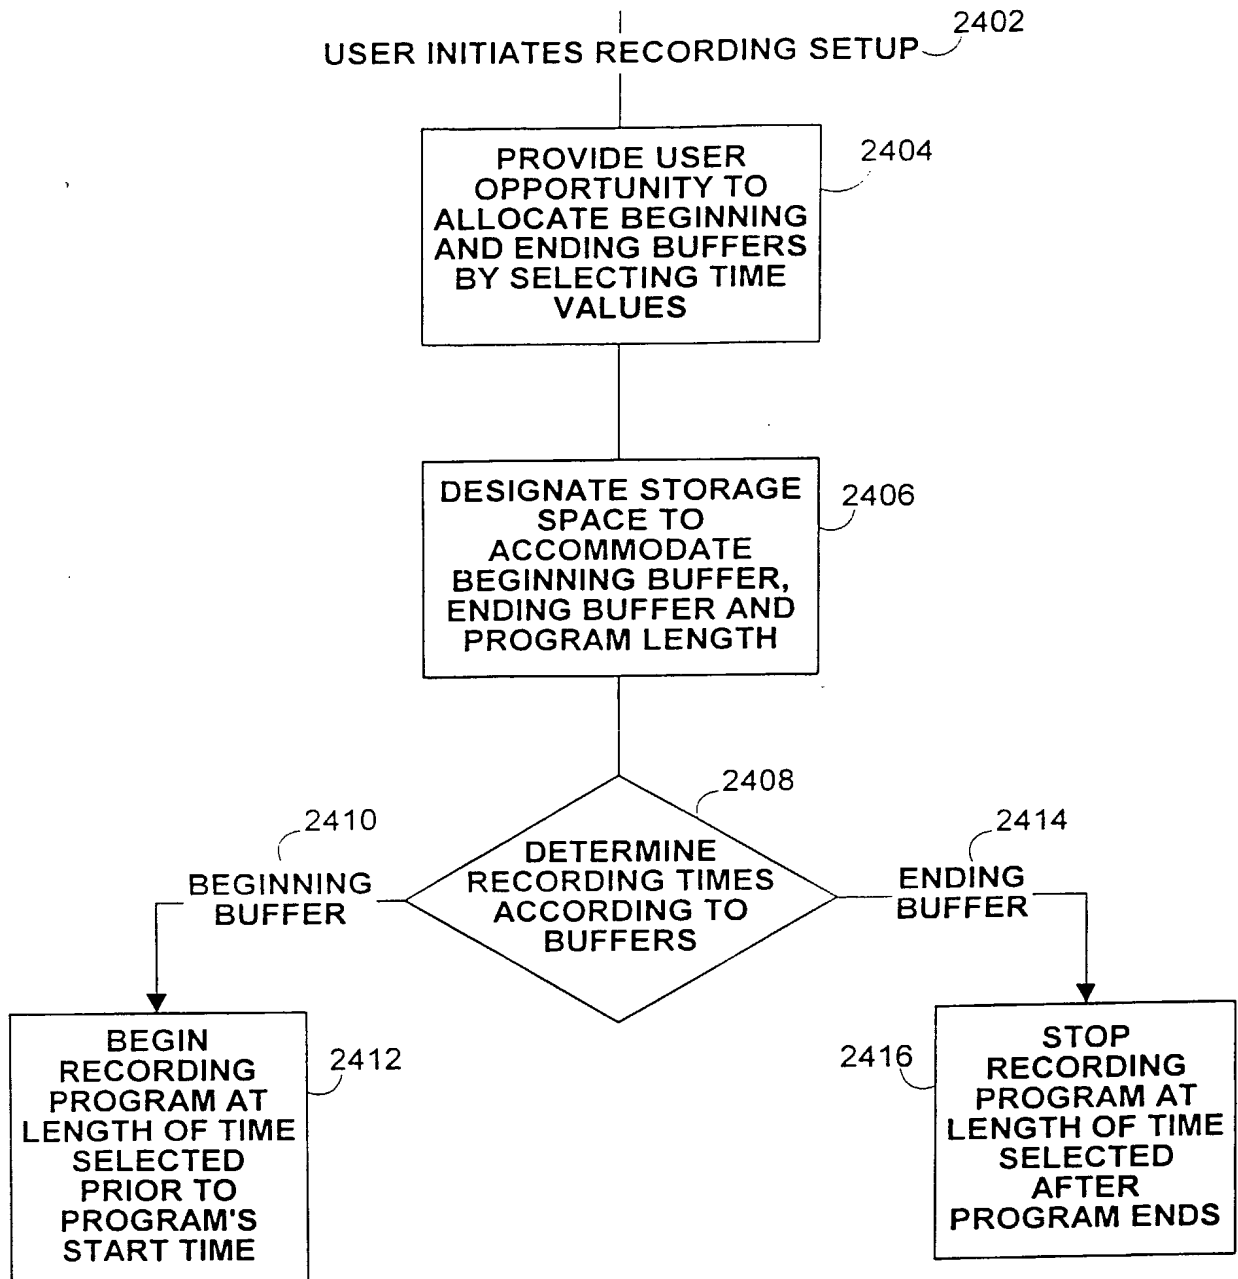 2402
USER INITIATES RECORDING SETUP
PROVIDE USER
OPPORTUNITY TO
ALLOCATE BEGINNING
AND ENDING BUFFERS
BY SELECTING TIME
VALUES
2404
DESIGNATE STORAGE
SPACE TO
ACCOMMODATE
BEGINNING BUFFER,
ENDING BUFFER AND
PROGRAM LENGTH
2406
2408
DETERMINE
RECORDING TIMES
ACCORDING TO
BUFFERS
2410
BEGINNING
BUFFER
2414
ENDING
BUFFER
BEGIN
RECORDING
PROGRAM AT
LENGTH OF TIME
SELECTED
PRIOR TO
PROGRAM'S
START TIME
2412
2416
STOP
RECORDING
PROGRAM AT
LENGTH OF TIME
SELECTED
AFTER
PROGRAM ENDS